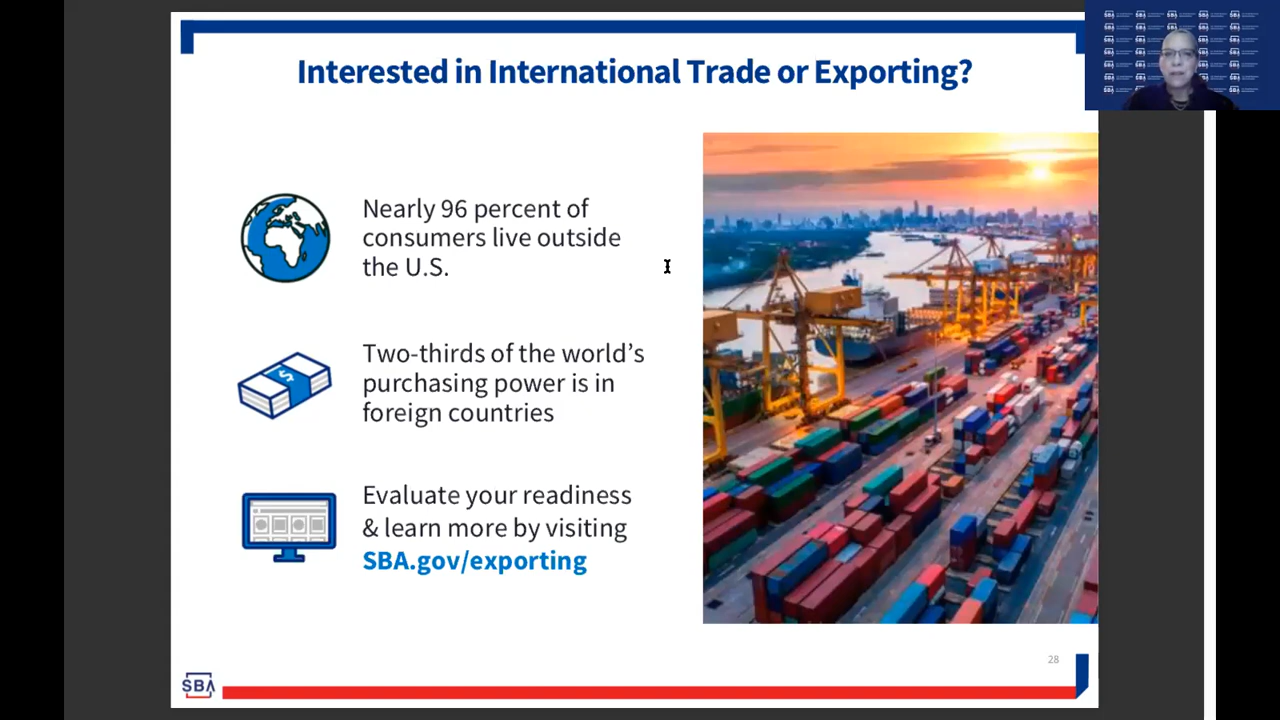 Interested in International Trade or Exporting?
Nearly 96 percent of
consumers live outside
the U.S.
Two-thirds of the world’s
purchasing power is in
foreign countries
Evaluate your readiness
& learn more by visiting
SBA.gov/exporting
28
SBA